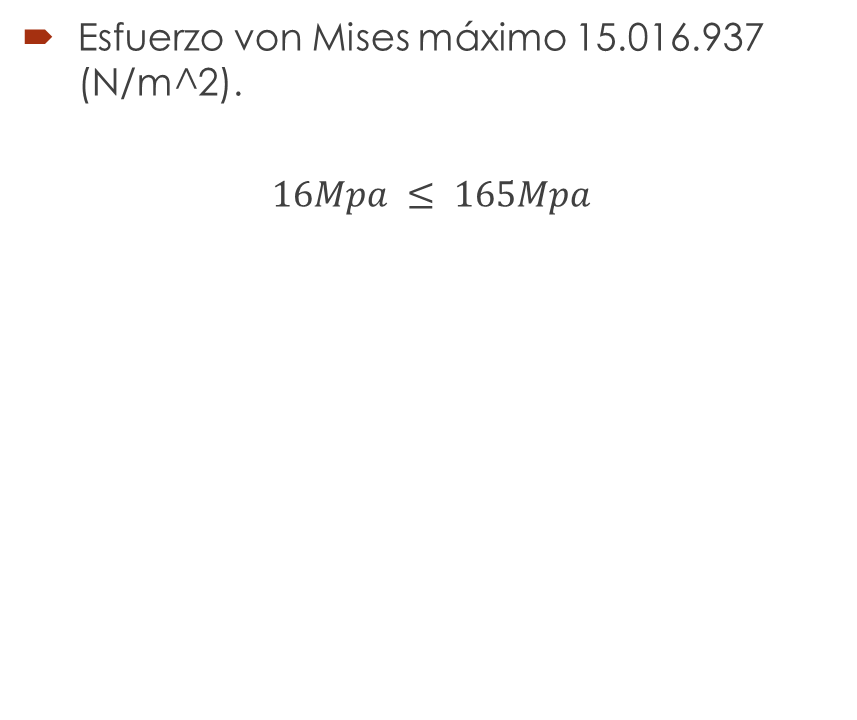 Esfuerzo von Mises máximo 15.016.937
(N/m^2).
16Mpa ≤ 165Mpa